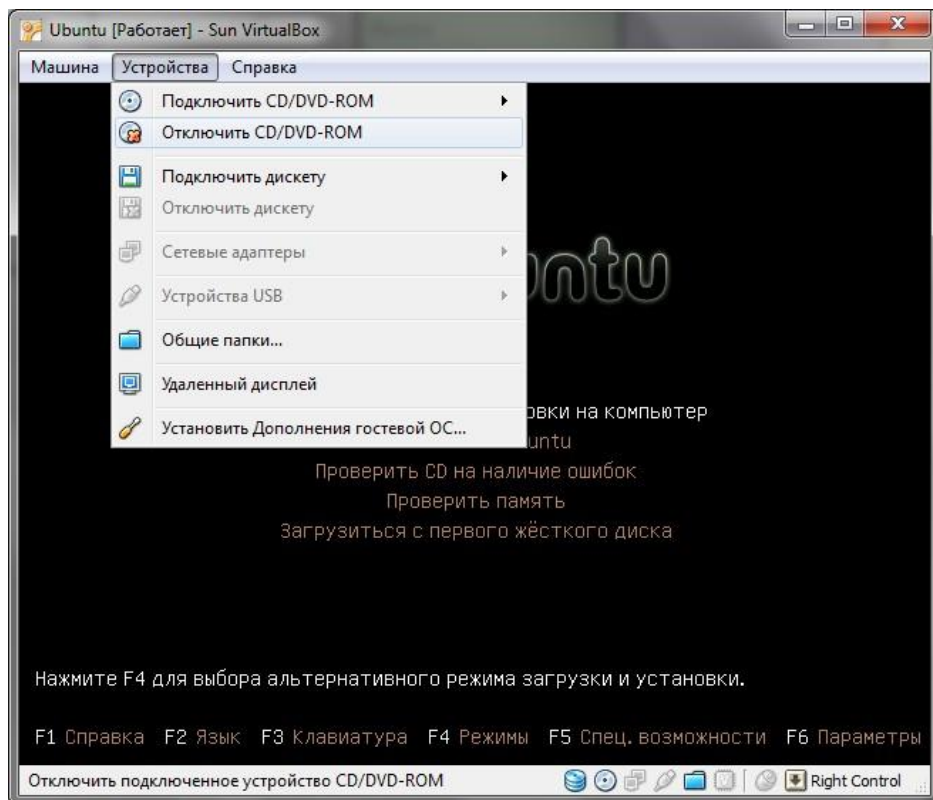 Ubuntu [Работает] - Sun VirtualBox
Машина Устройства Справка
Подключить CD/DVD-ROM
Отключить CD/DVD-ROM
Подключить дискету
Отключить дискету
Сетевые адаптеры
Устройства USB
Общие папки...
Удаленный дисплей
Установить Дополнения гостевой ОС...
untu
овки на компьютер
untu
Проверить CD на наличие ошибок
Проверить память
Загрузиться с первого жёсткого диска
Нажмите F4 для выбора альтернативного режима загрузки и установки.
F1 Справка F2 Язык F3 Клавиатура F4 Режимы F5 Спец. возможности F6 Параметры
Отключить подключенное устройство CD/DVD-ROM Right Control